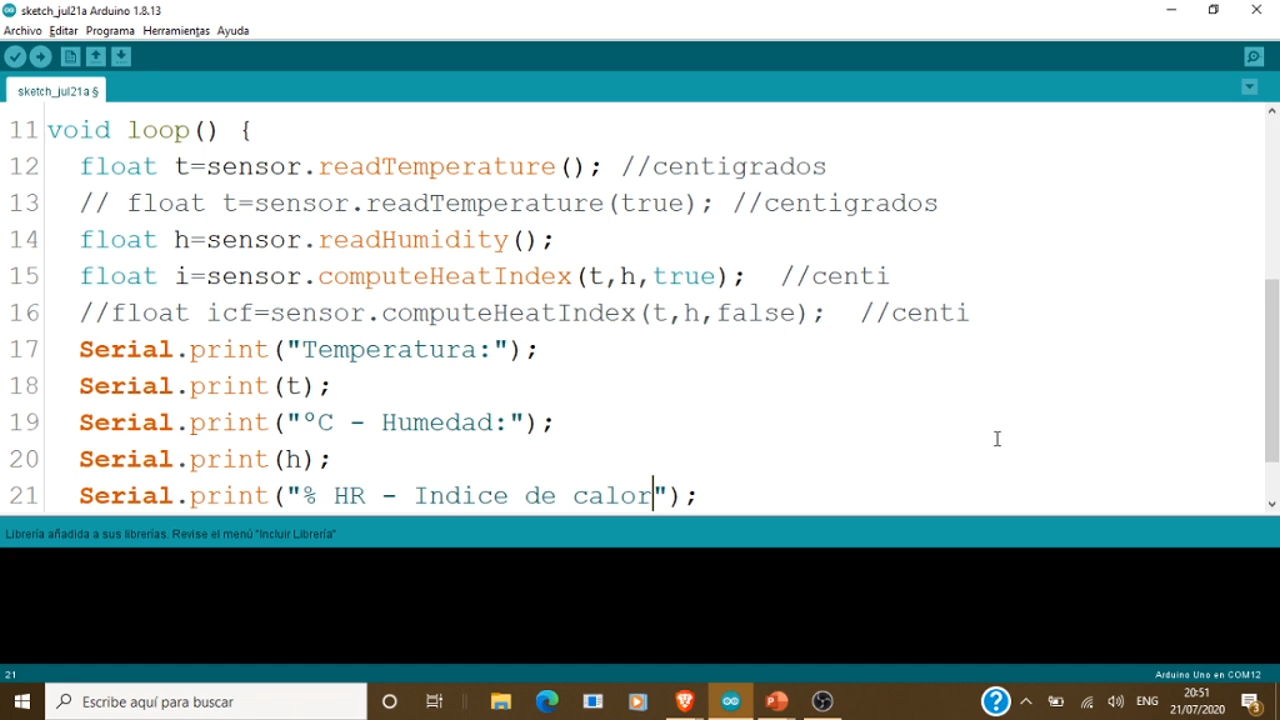 sketch_jul21a Arduino 1.8.13
Archivo Editar Programa Herramientas Ayuda
sketch_jul21a §
11 void loop() {
12 float t=sensor.readTemperature(); //centigrados
13 // float t=sensor.readTemperature(true); //centigrados
14 float h=sensor.readHumidity();
15 float i=sensor.computeHeatIndex(t,h,true); //centi
16 //float icf=sensor.computeHeatIndex(t,h,false); //centi
17 Serial.print("Temperatura:");
18 Serial.print(t);
19 Serial.print("ºC - Humedad:");
20 Serial.print(h);
21 Serial.print("% HR - Indice de calor");
Librería añadida a sus librerías. Revise el menú "Incluir Librería"
21 Arduino Uno en COM12
Escribe aquí para buscar
ENG
20:51
21/07/2020
3